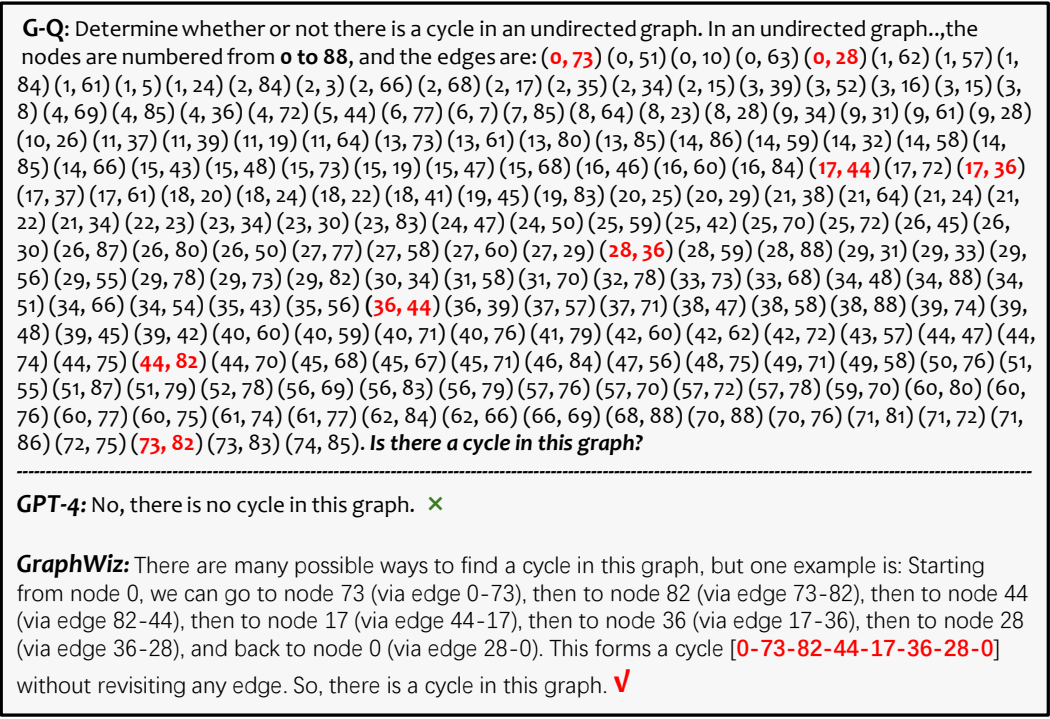 G-Q: Determine whether or not there is a cycle in an undirected graph. In an undirected graph..,the
nodes are numbered from 0 to 88, and the edges are: (0, 73) (0, 51) (0, 10) (0, 63) (0, 28) (1, 62) (1, 57) (1,
84) (1, 61) (1, 5) (1, 24) (2, 84) (2, 3) (2, 66) (2, 68) (2, 17) (2, 35) (2, 34) (2, 15) (3, 39) (3, 52) (3, 16) (3, 15) (3,
8) (4, 69) (4, 85) (4, 36) (4, 72) (5, 44) (6, 77) (6, 7) (7, 85) (8, 64) (8, 23) (8, 28) (9, 34) (9, 31) (9, 61) (9, 28)
(10, 26) (11, 37) (11, 39) (11, 19) (11, 64) (13, 73) (13, 61) (13, 80) (13, 85) (14, 86) (14, 59) (14, 32) (14, 58) (14,
85) (14, 66) (15, 43) (15, 48) (15, 73) (15, 19) (15, 47) (15, 68) (16, 46) (16, 60) (16, 84) (17, 44) (17, 72) (17, 36)
(17, 37) (17, 61) (18, 20) (18, 24) (18, 22) (18, 41) (19, 45) (19, 83) (20, 25) (20, 29) (21, 38) (21, 64) (21, 24) (21,
22) (21, 34) (22, 23) (23, 34) (23, 30) (23, 83) (24, 47) (24, 50) (25, 59) (25, 42) (25, 70) (25, 72) (26, 45) (26,
30) (26, 87) (26, 80) (26, 50) (27, 77) (27, 58) (27, 60) (27, 29) (28, 36) (28, 59) (28, 88) (29, 31) (29, 33) (29,
56) (29, 55) (29, 78) (29, 73) (29, 82) (30, 34) (31, 58) (31, 70) (32, 78) (33, 73) (33, 68) (34, 48) (34, 88) (34,
51) (34, 66) (34, 54) (35, 43) (35, 56) (36, 44) (36, 39) (37, 57) (37, 71) (38, 47) (38, 58) (38, 88) (39, 74) (39,
48) (39, 45) (39, 42) (40, 60) (40, 59) (40, 71) (40, 76) (41, 79) (42, 60) (42, 62) (42, 72) (43, 57) (44, 47) (44,
74) (44, 75) (44, 82) (44, 70) (45, 68) (45, 67) (45, 71) (46, 84) (47, 56) (48, 75) (49, 71) (49, 58) (50, 76) (51,
55) (51, 87) (51, 79) (52, 78) (56, 69) (56, 83) (56, 79) (57, 76) (57, 70) (57, 72) (57, 78) (59, 70) (60, 80) (60,
76) (60, 77) (60, 75) (61, 74) (61, 77) (62, 84) (62, 66) (66, 69) (68, 88) (70, 88) (70, 76) (71, 81) (71, 72) (71,
86) (72, 75) (73, 82) (73, 83) (74, 85). Is there a cycle in this graph?
GPT-4: No, there is no cycle in this graph. ×
GraphWiz: There are many possible ways to find a cycle in this graph, but one example is: Starting
from node 0, we can go to node 73 (via edge 0-73), then to node 82 (via edge 73-82), then to node 44
(via edge 82-44), then to node 17 (via edge 44-17), then to node 36 (via edge 17-36), then to node 28
(via edge 36-28), and back to node 0 (via edge 28-0). This forms a cycle [0-73-82-44-17-36-28-0]
without revisiting any edge. So, there is a cycle in this graph. √